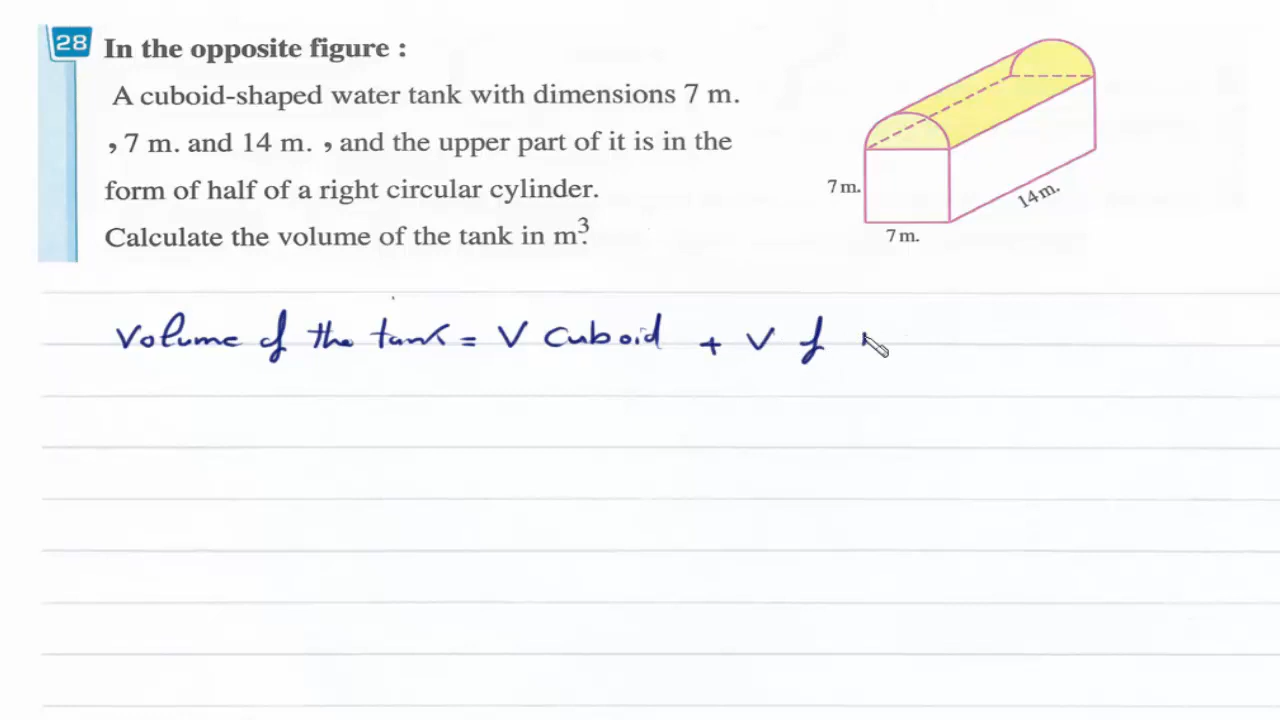 28 In the opposite figure :
A cuboid-shaped water tank with dimensions 7 m.
, 7 m. and 14 m. , and the upper part of it is in the
form of half of a right circular cylinder.
Calculate the volume of the tank in m³.
7 m.
14 m.
7 m.
Volume of the tank = V Cuboid + V of